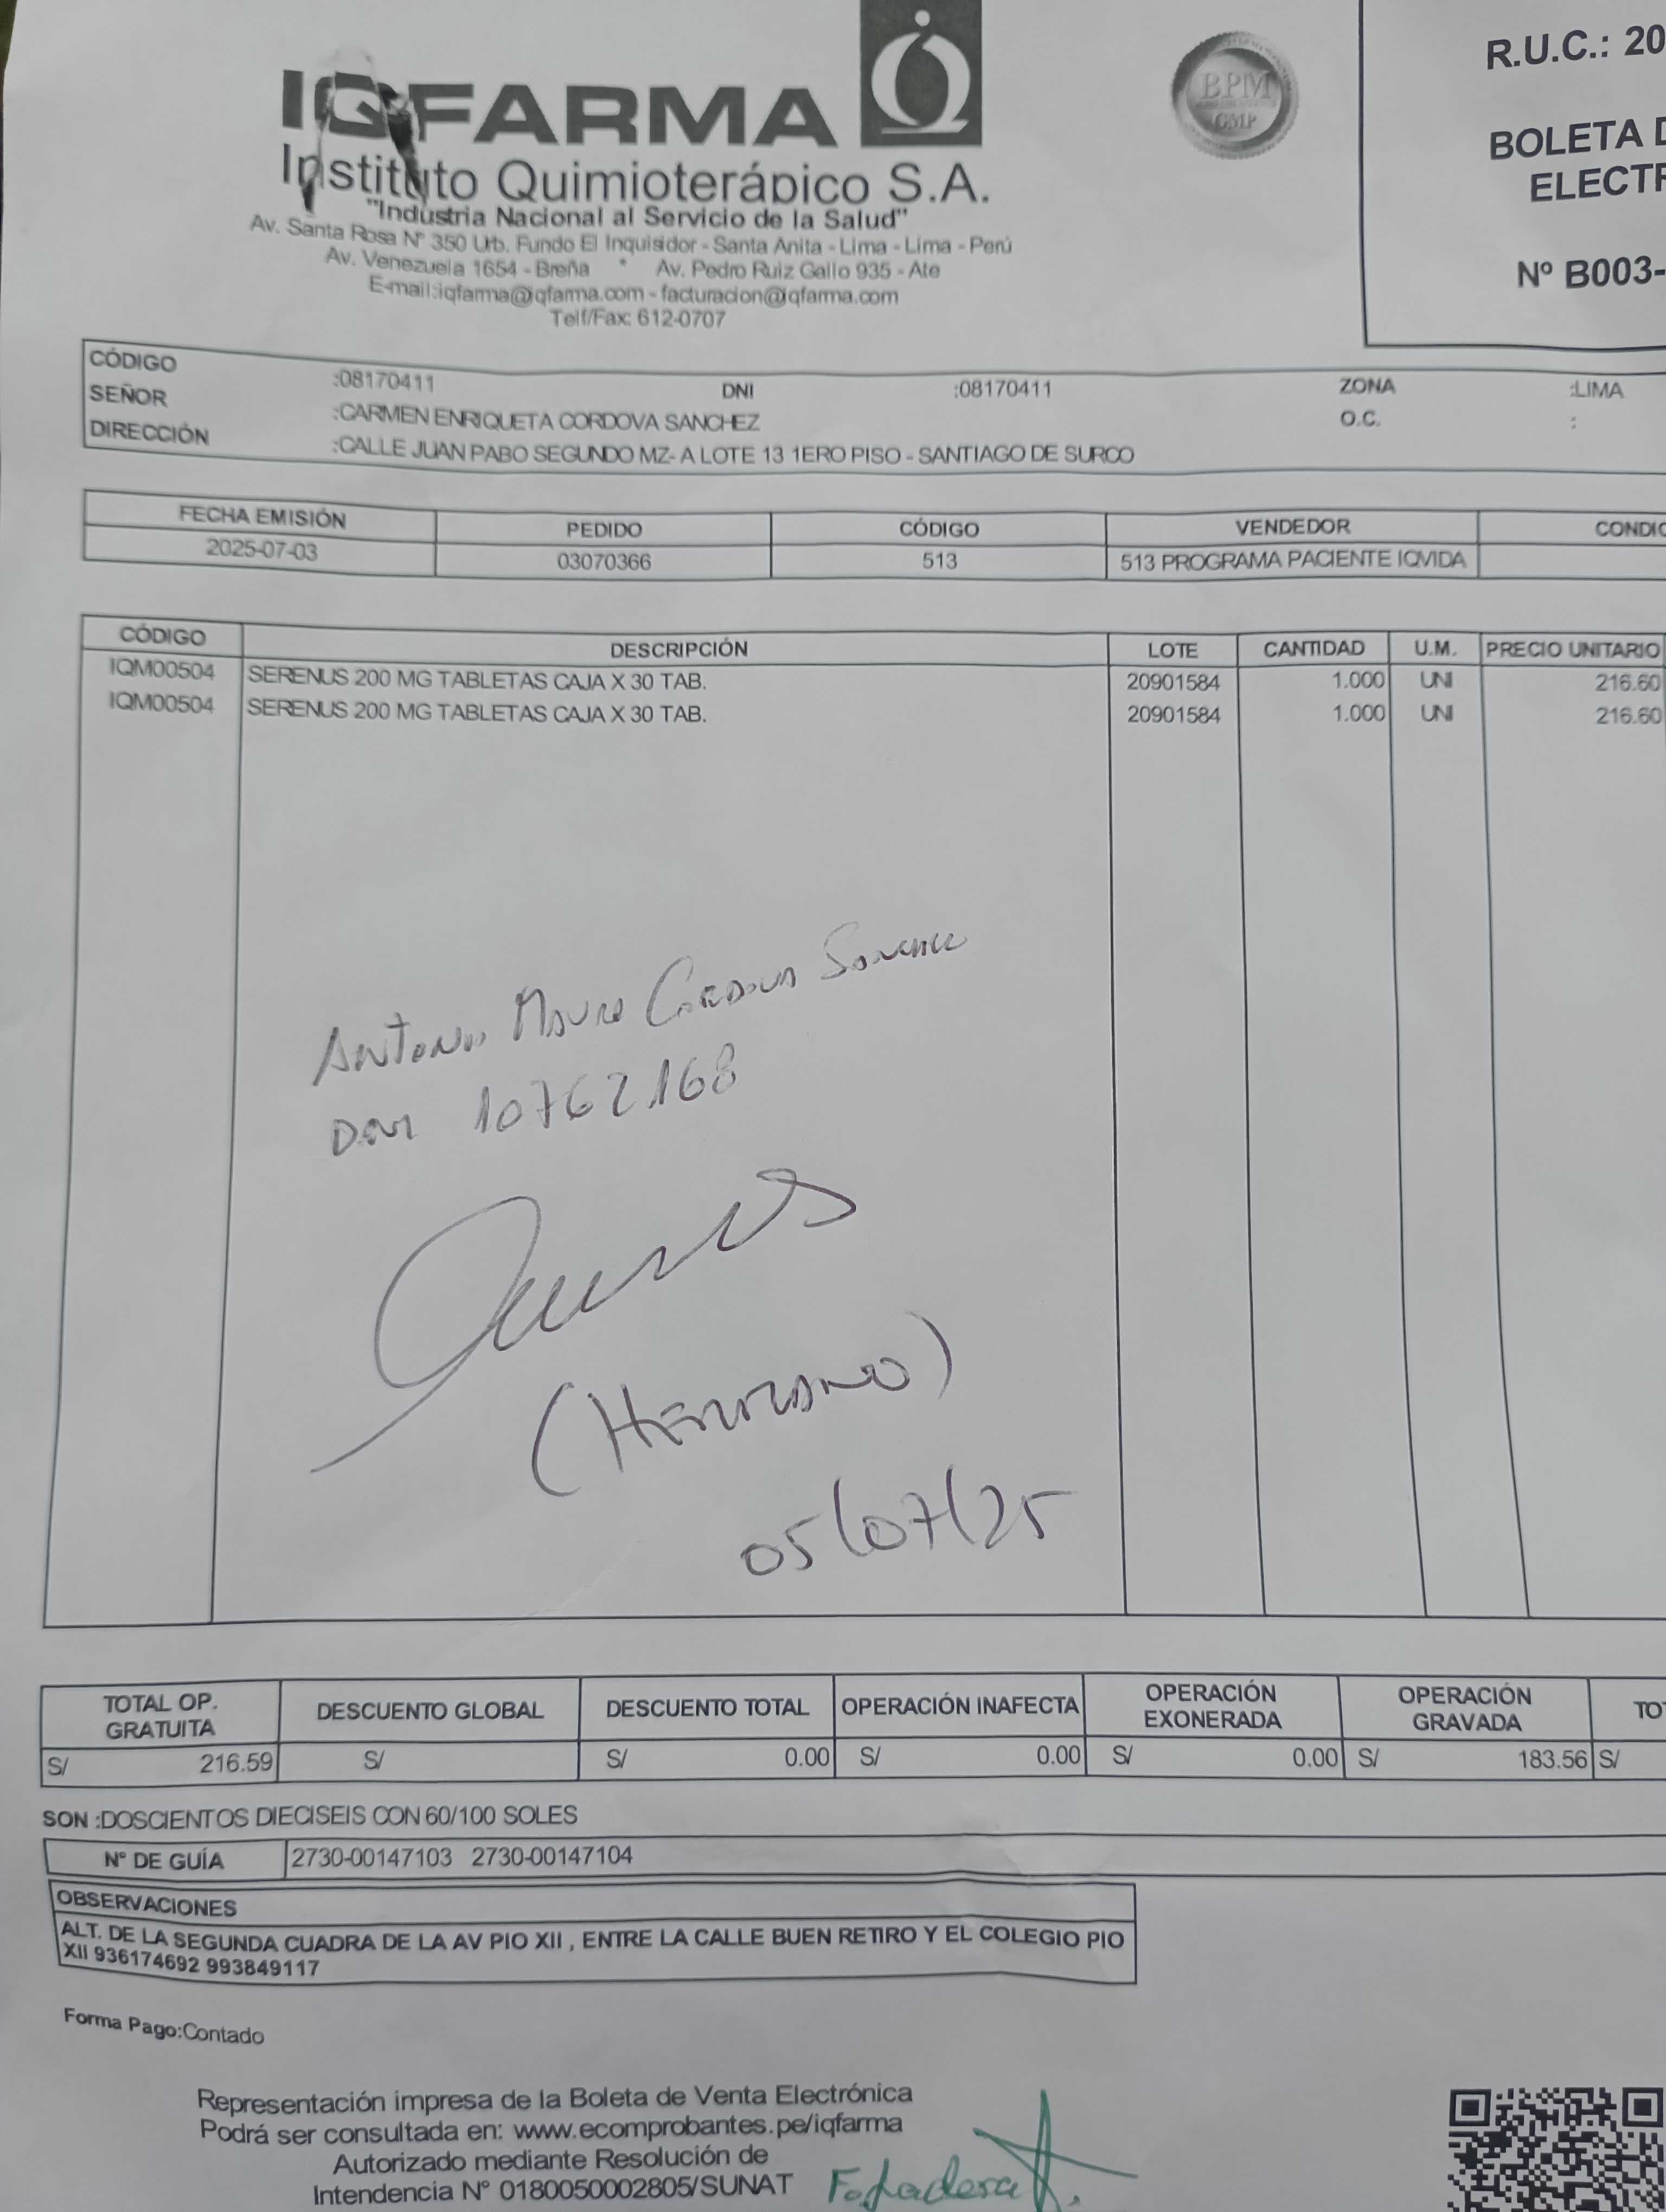 IQFARMA
Instituto Quimioterápico S.A.
"Industria Nacional al Servicio de la Salud"
Av. Santa Rosa Nº 350 Urb. Fundo El Inquisidor - Santa Anita - Lima - Lima - Perú
Av. Venezuela 1654 - Breña * Av. Pedro Ruiz Gallo 935 - Ate
E-mail:iqfarma@iqfarma.com - facturacion@iqfarma.com
Telf/Fax: 612-0707
BPM
GMP
R.U.C.: 20
BOLETA D
ELECTR
Nº B003-
CÓDIGO :08170411 DNI :08170411 ZONA :LIMA
SEÑOR :CARMEN ENRIQUETA CORDOVA SANCHEZ O.C. :
DIRECCIÓN :CALLE JUAN PABO SEGUNDO MZ- A LOTE 13 1ERO PISO - SANTIAGO DE SURCO
FECHA EMISIÓN PEDIDO CÓDIGO VENDEDOR CONDIC
2025-07-03 03070366 513 513 PROGRAMA PACIENTE IQVIDA
CÓDIGO DESCRIPCIÓN LOTE CANTIDAD U.M. PRECIO UNITARIO
IQM00504 SERENUS 200 MG TABLETAS CAJA X 30 TAB. 20901584 1.000 UNI 216.60
IQM00504 SERENUS 200 MG TABLETAS CAJA X 30 TAB. 20901584 1.000 UNI 216.60
Antonio Mauro Cordova Sanchez
DNI 10762168
(HERMANO)
05/07/25
TOTAL OP. GRATUITA DESCUENTO GLOBAL DESCUENTO TOTAL OPERACIÓN INAFECTA OPERACIÓN EXONERADA OPERACIÓN GRAVADA TO
S/ 216.59 S/ S/ 0.00 S/ 0.00 S/ 0.00 S/ 183.56 S/
SON :DOSCIENTOS DIECISEIS CON 60/100 SOLES
Nº DE GUÍA 2730-00147103 2730-00147104
OBSERVACIONES
ALT. DE LA SEGUNDA CUADRA DE LA AV PIO XII , ENTRE LA CALLE BUEN RETIRO Y EL COLEGIO PIO
XII 936174692 993849117
Forma Pago:Contado
Representación impresa de la Boleta de Venta Electrónica
Podrá ser consultada en: www.ecomprobantes.pe/iqfarma
Autorizado mediante Resolución de
Intendencia Nº 0180050002805/SUNAT